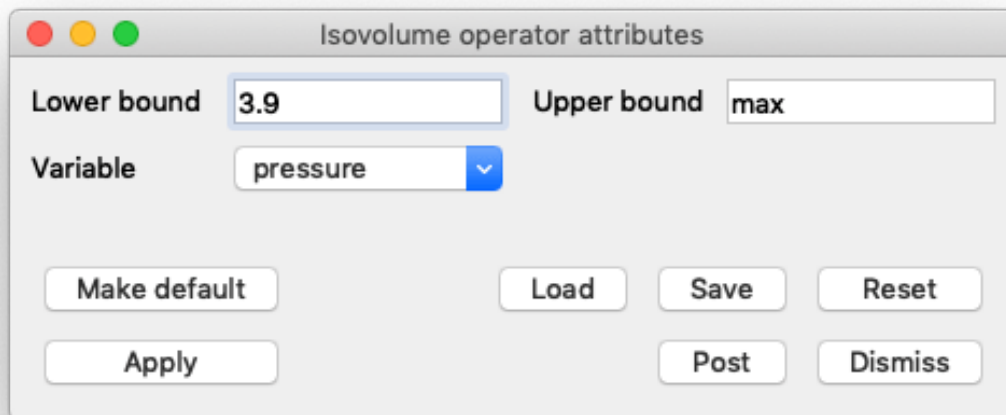 Isovolume operator attributes
Lower bound 3.9 Upper bound max
Variable pressure
Make default Load Save Reset
Apply Post Dismiss